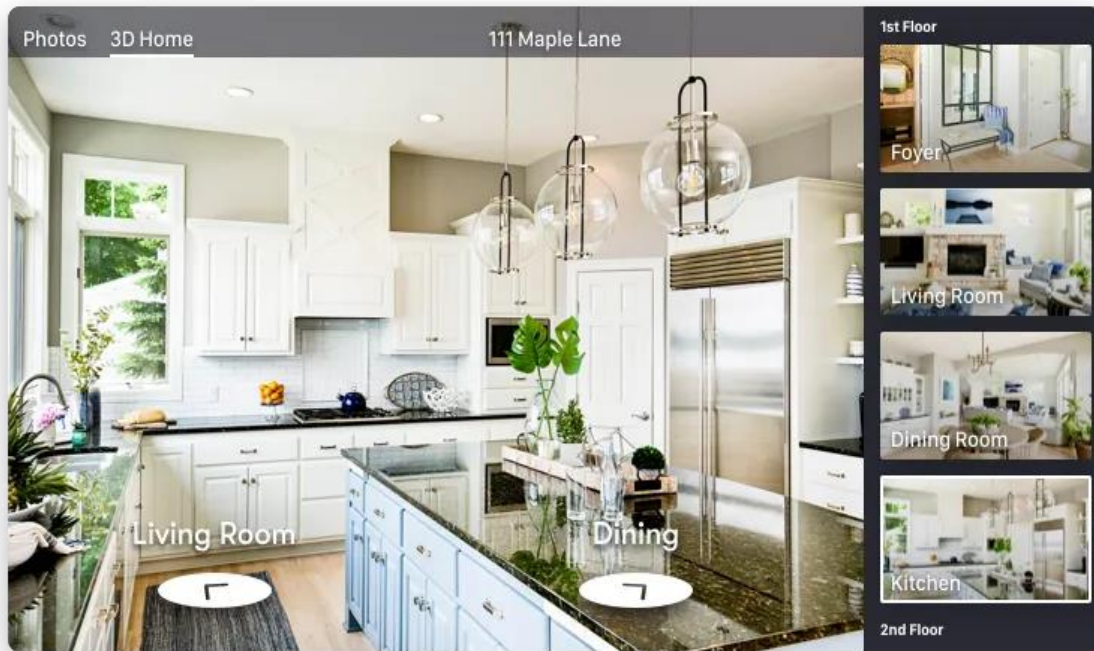 Photos 3D Home 111 Maple Lane
Living Room
Dining
1st Floor
Foyer
Living Room
Dining Room
Kitchen
2nd Floor